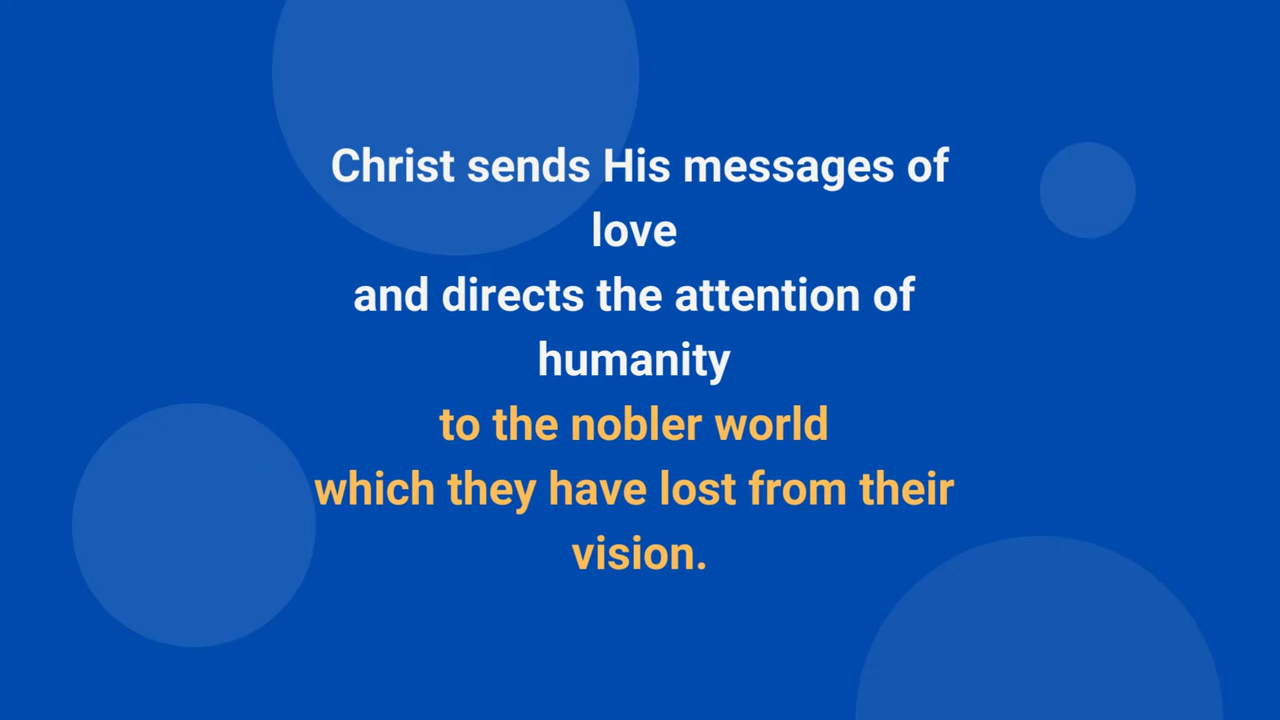 Christ sends His messages of
love
and directs the attention of
humanity
to the nobler world
which they have lost from their
vision.